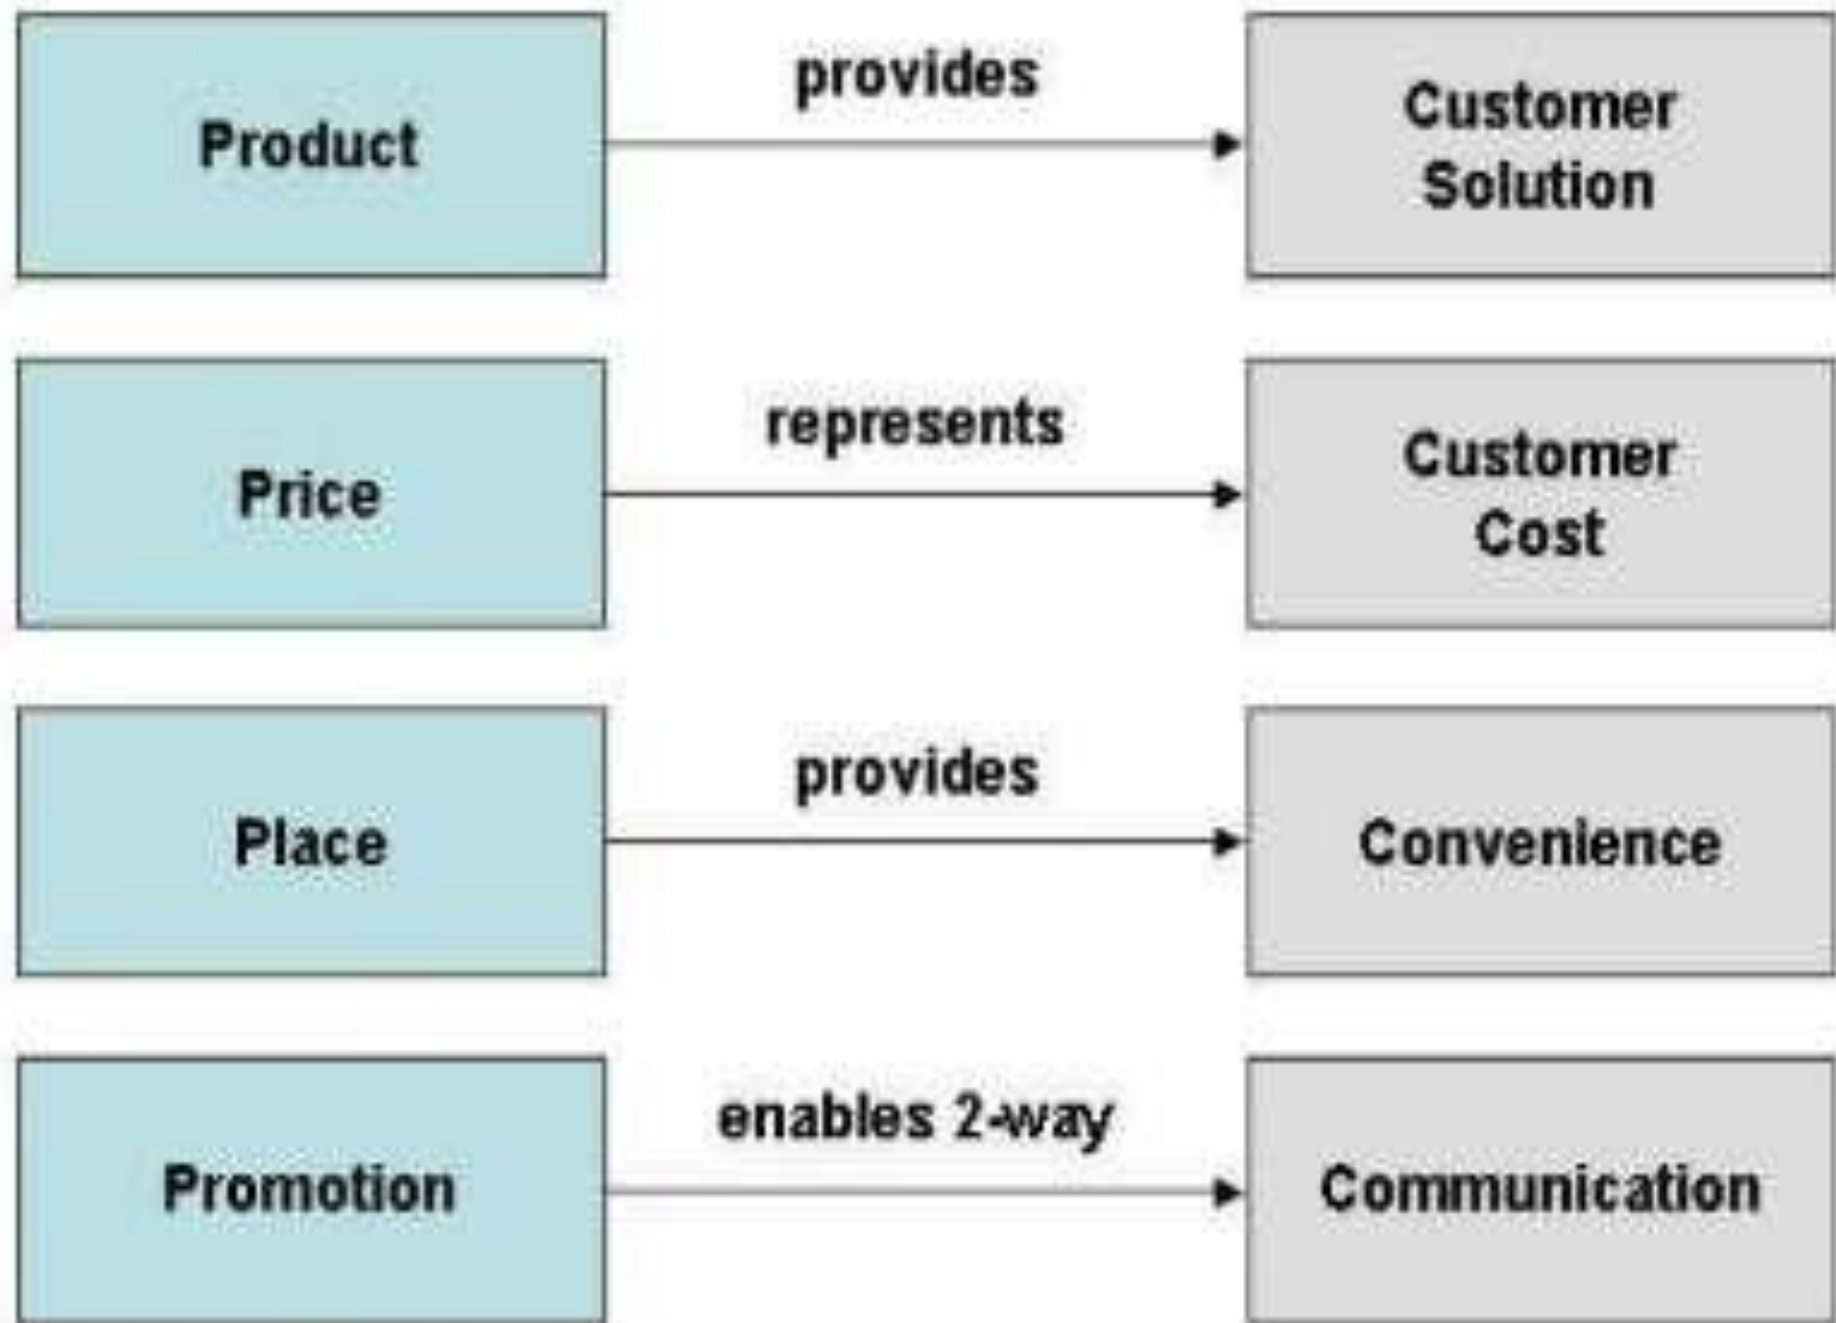 Product
provides
Customer
Solution
Price
represents
Customer
Cost
Place
provides
Convenience
Promotion
enables 2-way
Communication